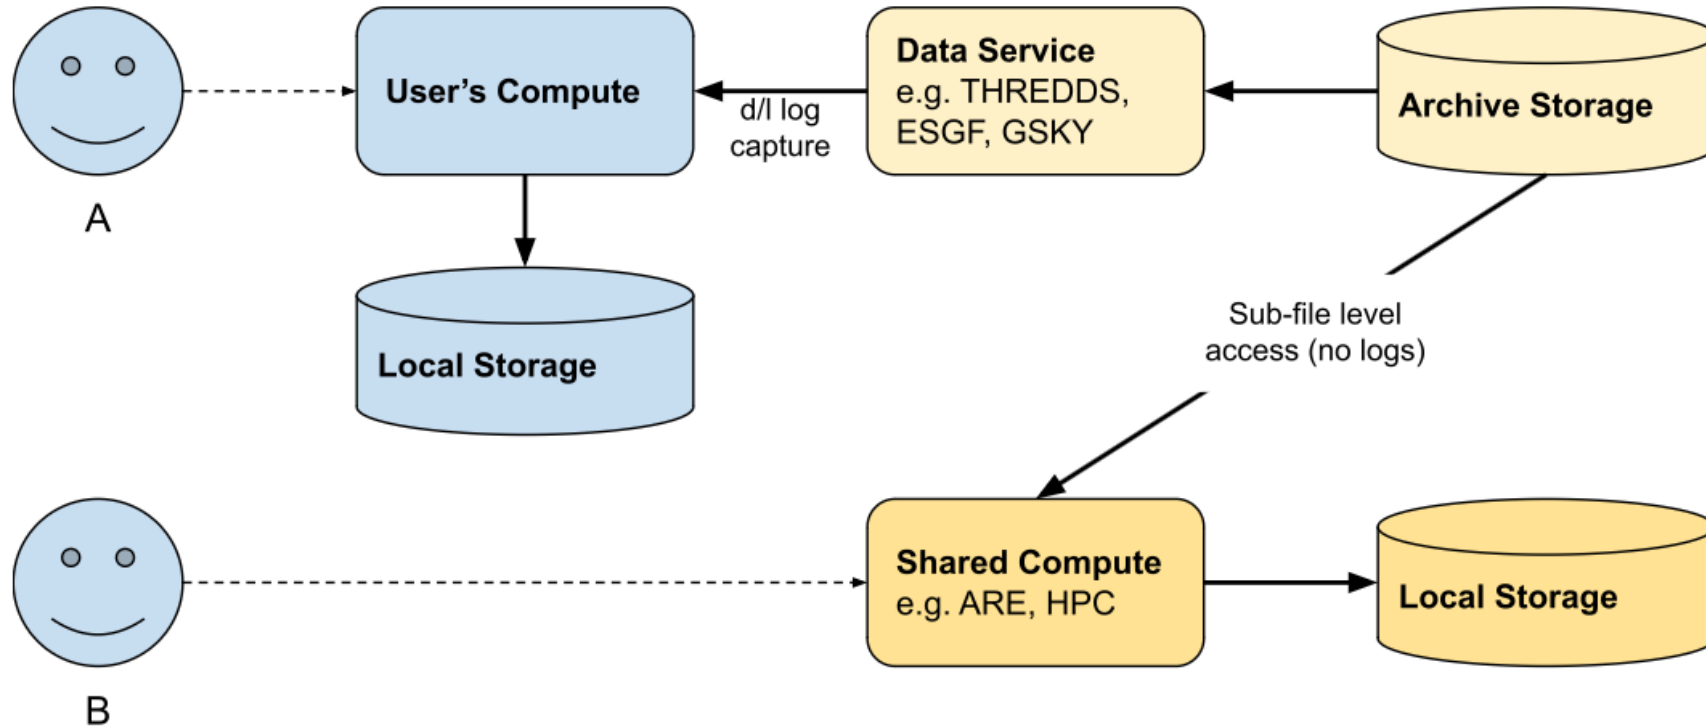 User's Compute
d/l log
capture
Data Service
e.g. THREDDS,
ESGF, GSKY
Archive Storage
A
Local Storage
Sub-file level
access (no logs)
Shared Compute
e.g. ARE, HPC
Local Storage
B